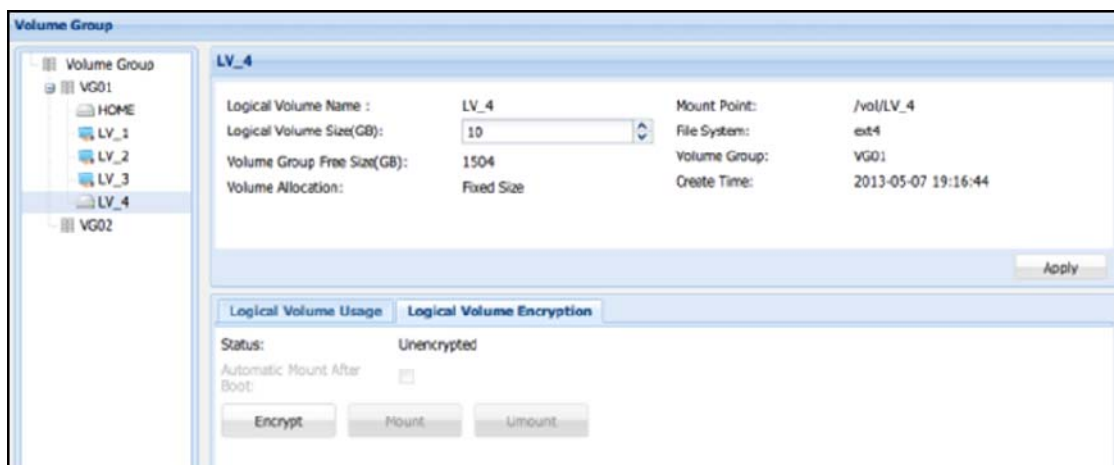 Volume Group
Volume Group
VG01
HOME
LV_1
LV_2
LV_3
LV_4
VG02
LV_4
Logical Volume Name : LV_4 Mount Point: /vol/LV_4
Logical Volume Size(GB): 10 File System: ext4
Volume Group Free Size(GB): 1504 Volume Group: VG01
Volume Allocation: Fixed Size Create Time: 2013-05-07 19:16:44
Apply
Logical Volume Usage Logical Volume Encryption
Status: Unencrypted
Automatic Mount After
Boot:
Encrypt Mount Umount